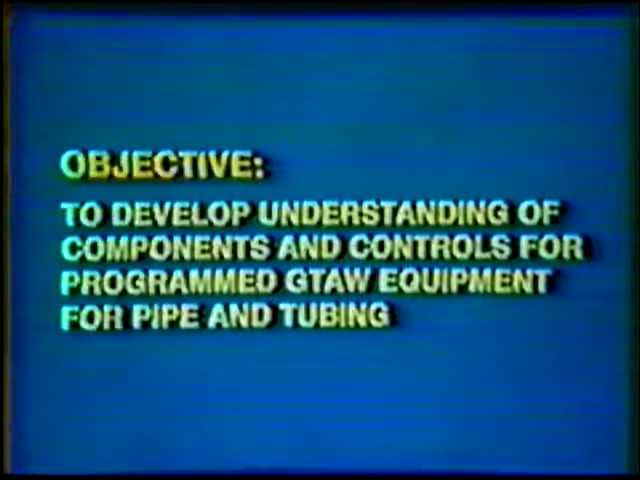 OBJECTIVE:
TO DEVELOP UNDERSTANDING OF
COMPONENTS AND CONTROLS FOR
PROGRAMMED GTAW EQUIPMENT
FOR PIPE AND TUBING